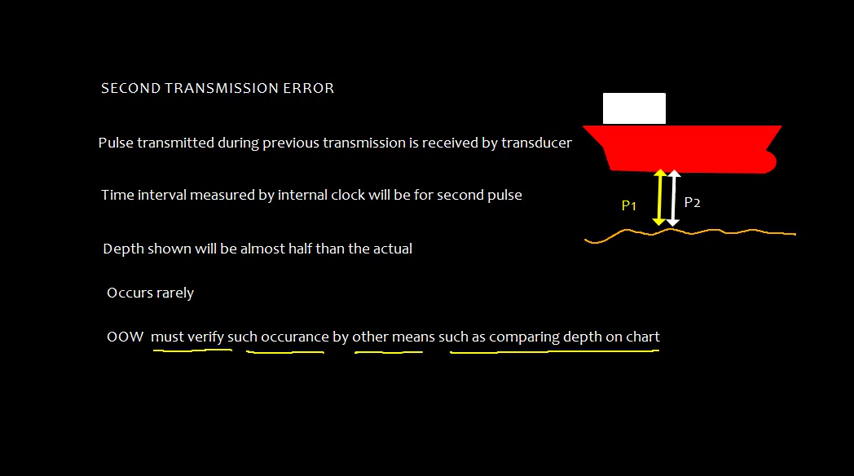 SECOND TRANSMISSION ERROR
Pulse transmitted during previous transmission is received by transducer
Time interval measured by internal clock will be for second pulse
P1
P2
Depth shown will be almost half than the actual
Occurs rarely
OOW must verify such occurance by other means such as comparing depth on chart